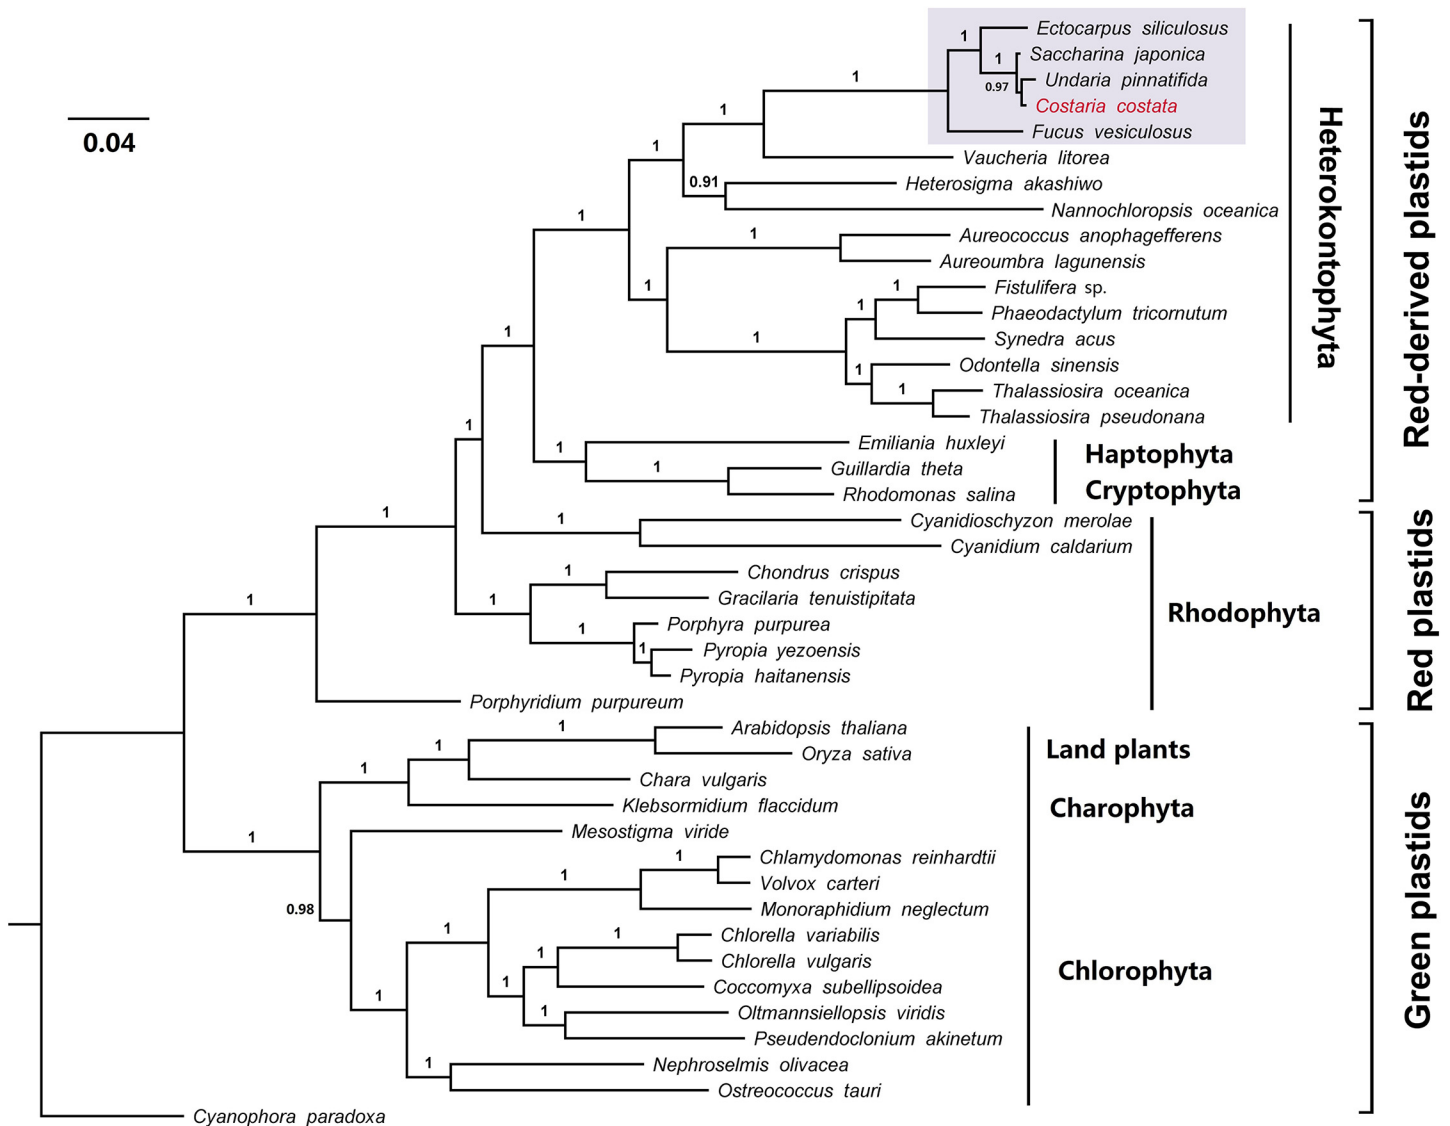 1
Ectocarpus siliculosus
1
Saccharina japonica
0.97
Undaria pinnatifida
Costaria costata
1
Fucus vesiculosus
0.04
1
1
Vaucheria litorea
0.91
Heterosigma akashiwo
Nannochloropsis oceanica
1
1
Aureococcus anophagefferens
Aureoumbra lagunensis
1
1
Fistulifera sp.
1
Phaeodactylum tricornutum
1
1
Synedra acus
1
Odontella sinensis
1
Thalassiosira oceanica
Thalassiosira pseudonana
1
1
Emiliania huxleyi
1
Guillardia theta
Rhodomonas salina
Heterokontophyta
Haptophyta
Cryptophyta
Red-derived plastids
1
1
Cyanidioschyzon merolae
Cyanidium caldarium
1
Chondrus crispus
1
Gracilaria tenuistipitata
1
1
Porphyra purpurea
1
Pyropia yezoensis
Pyropia haitanensis
Porphyridium purpureum
Rhodophyta
Red plastids
1
Arabidopsis thaliana
1
Oryza sativa
1
Chara vulgaris
Klebsormidium flaccidum
1
Mesostigma viride
Land plants
Charophyta
1
Chlamydomonas reinhardtii
1
Volvox carteri
0.98
Monoraphidium neglectum
1
1
Chlorella variabilis
1
Chlorella vulgaris
1
1
Coccomyxa subellipsoidea
1
Oltmannsiellopsis viridis
Pseudendoclonium akinetum
1
Nephroselmis olivacea
Ostreococcus tauri
Chlorophyta
Green plastids
Cyanophora paradoxa